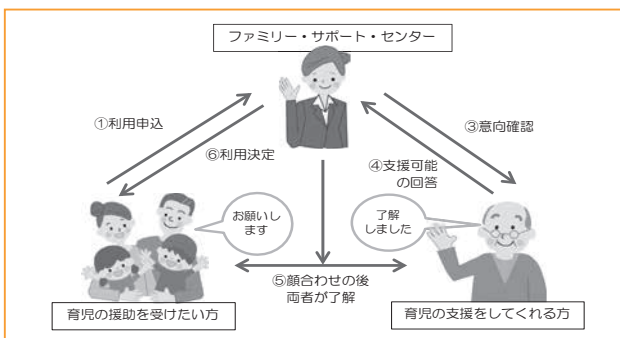 ファミリー・サポート・センター
①利用申込
⑥利用決定
③意向確認
④支援可能
の回答
お願いし
ます
了解
しました
⑤顔合わせの後
両者が了解
育児の援助を受けたい方
育児の支援をしてくれる方